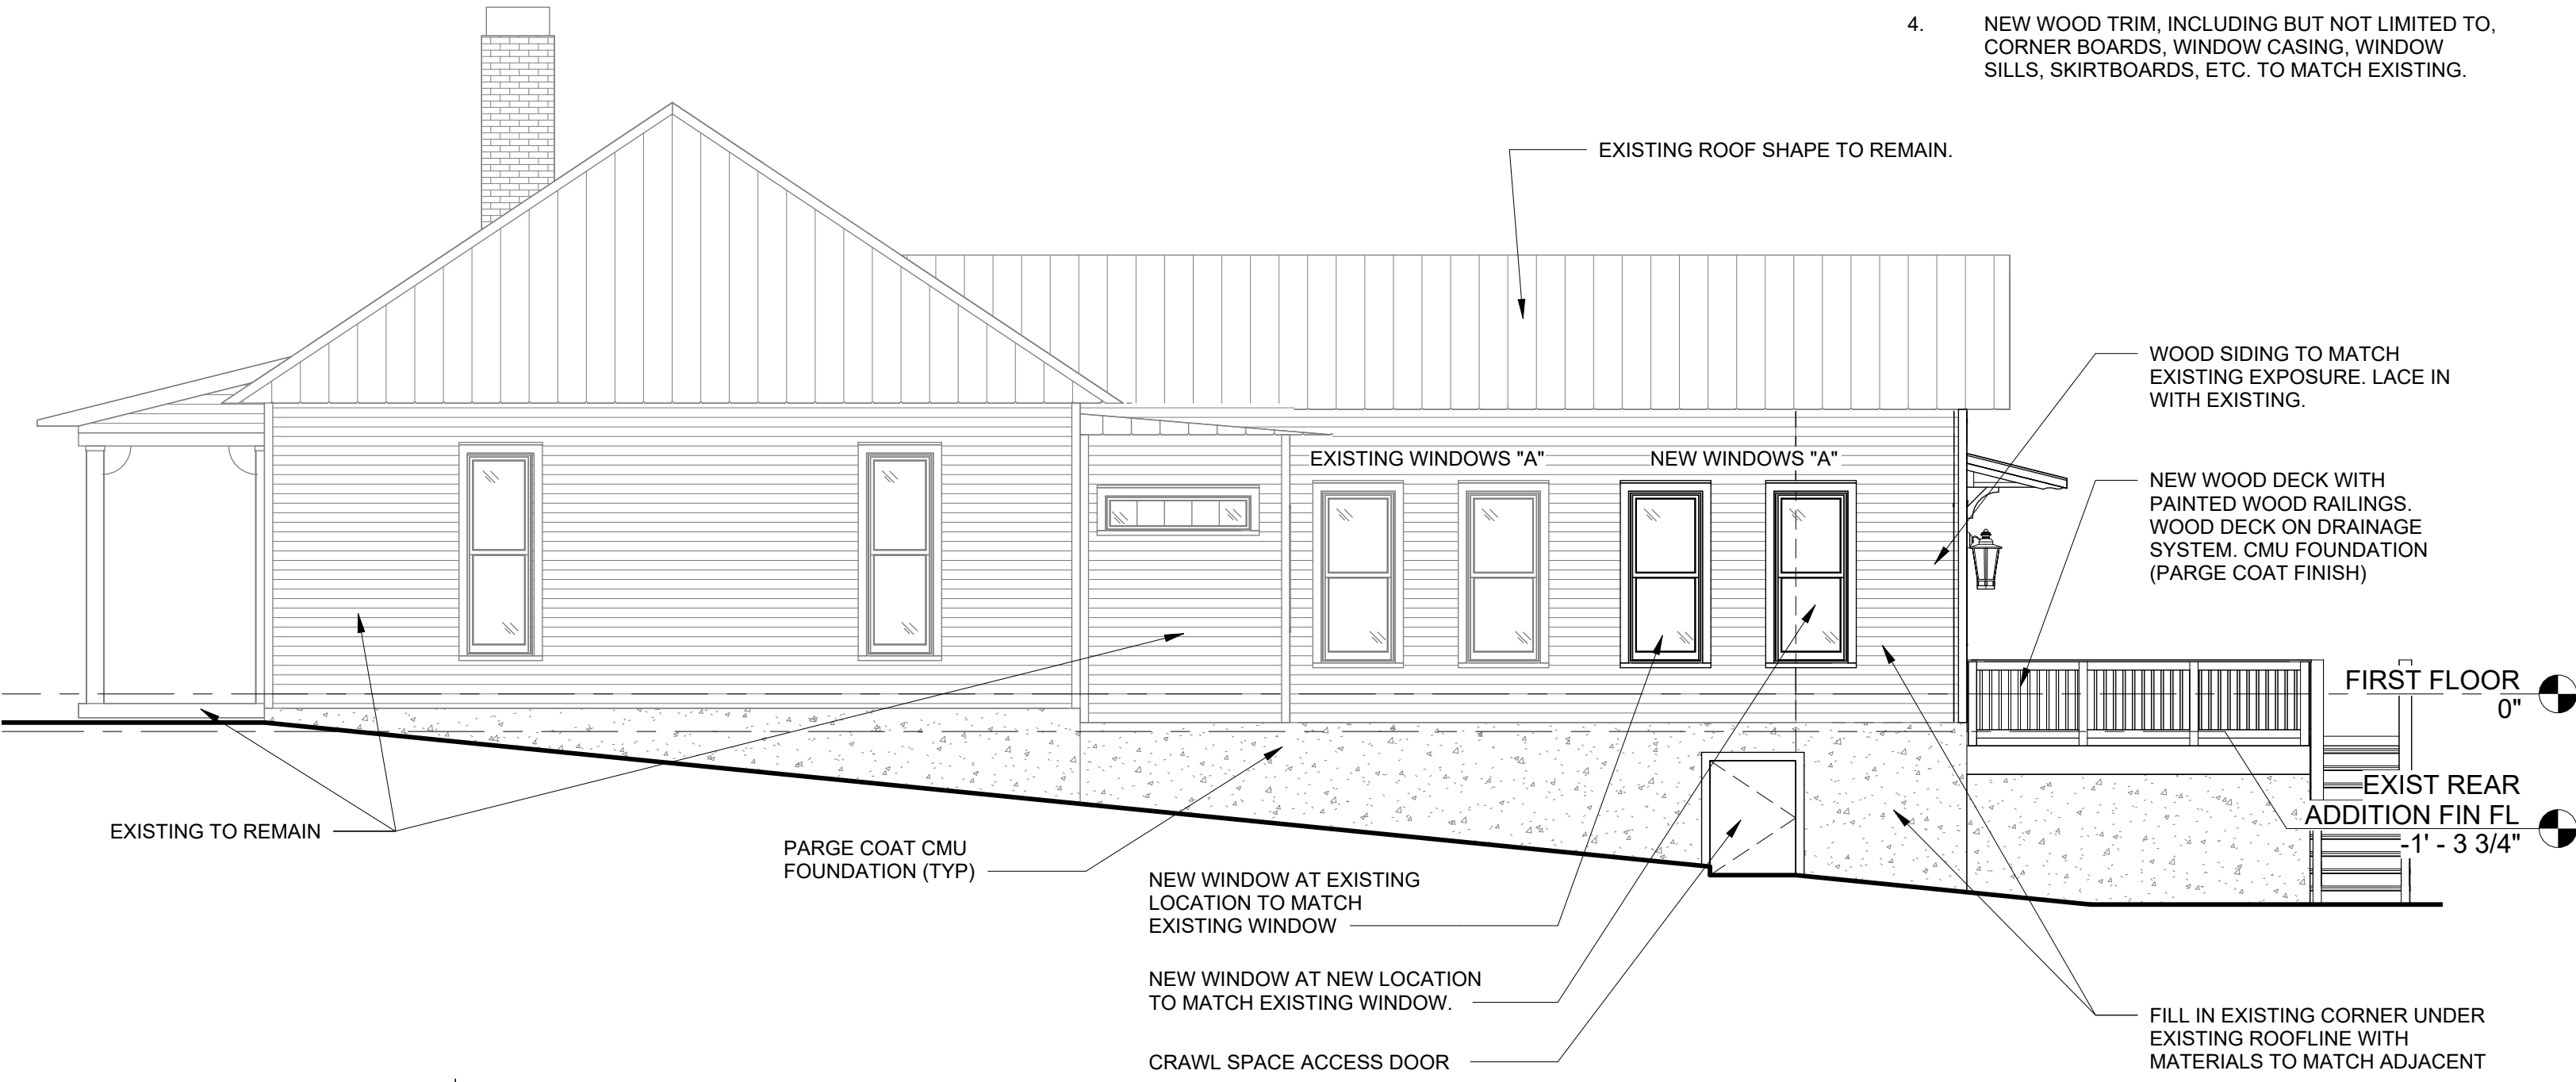 4. NEW WOOD TRIM, INCLUDING BUT NOT LIMITED TO,
CORNER BOARDS, WINDOW CASING, WINDOW
SILLS, SKIRTBOARDS, ETC. TO MATCH EXISTING.
EXISTING ROOF SHAPE TO REMAIN.
WOOD SIDING TO MATCH
EXISTING EXPOSURE. LACE IN
WITH EXISTING.
EXISTING WINDOWS "A"
NEW WINDOWS "A"
NEW WOOD DECK WITH
PAINTED WOOD RAILINGS.
WOOD DECK ON DRAINAGE
SYSTEM. CMU FOUNDATION
(PARGE COAT FINISH)
FIRST FLOOR
0"
EXIST REAR
ADDITION FIN FL
-1' - 3 3/4"
EXISTING TO REMAIN
PARGE COAT CMU
FOUNDATION (TYP)
NEW WINDOW AT EXISTING
LOCATION TO MATCH
EXISTING WINDOW
NEW WINDOW AT NEW LOCATION
TO MATCH EXISTING WINDOW.
CRAWL SPACE ACCESS DOOR
FILL IN EXISTING CORNER UNDER
EXISTING ROOFLINE WITH
MATERIALS TO MATCH ADJACENT